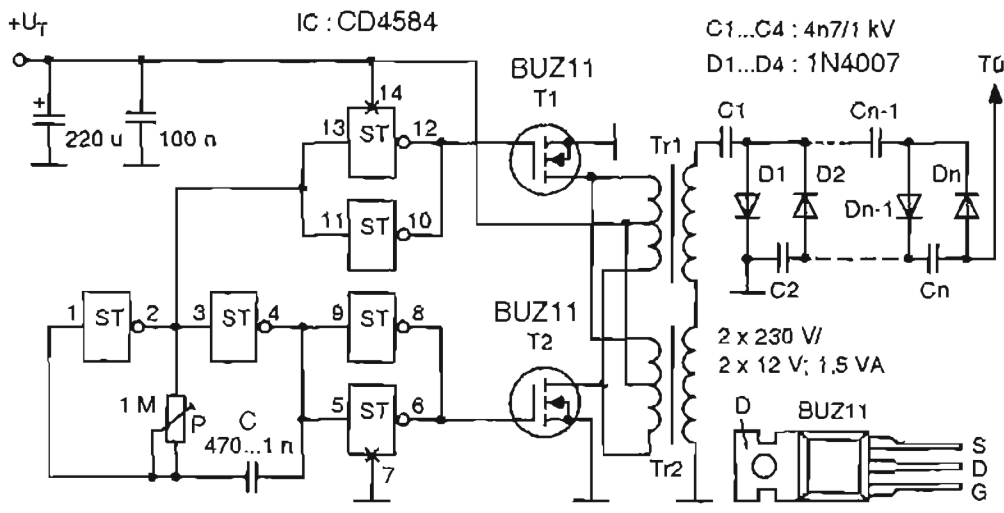 +U_T
IC : CD4584
C1...C4 : 4n7/1 kV
D1...D4 : 1N4007
Tű
BUZ11
T1
14
+
220 u
100 n
13
ST
12
11
ST
10
Tr1
C1
Cn-1
D1
D2
Dn-1
Dn
C2
Cn
1
ST
2
3
ST
4
9
ST
8
BUZ11
T2
5
ST
6
7
1 M
P
C
470...1 n
Tr2
2 x 230 V/
2 x 12 V; 1,5 VA
D
BUZ11
S
D
G